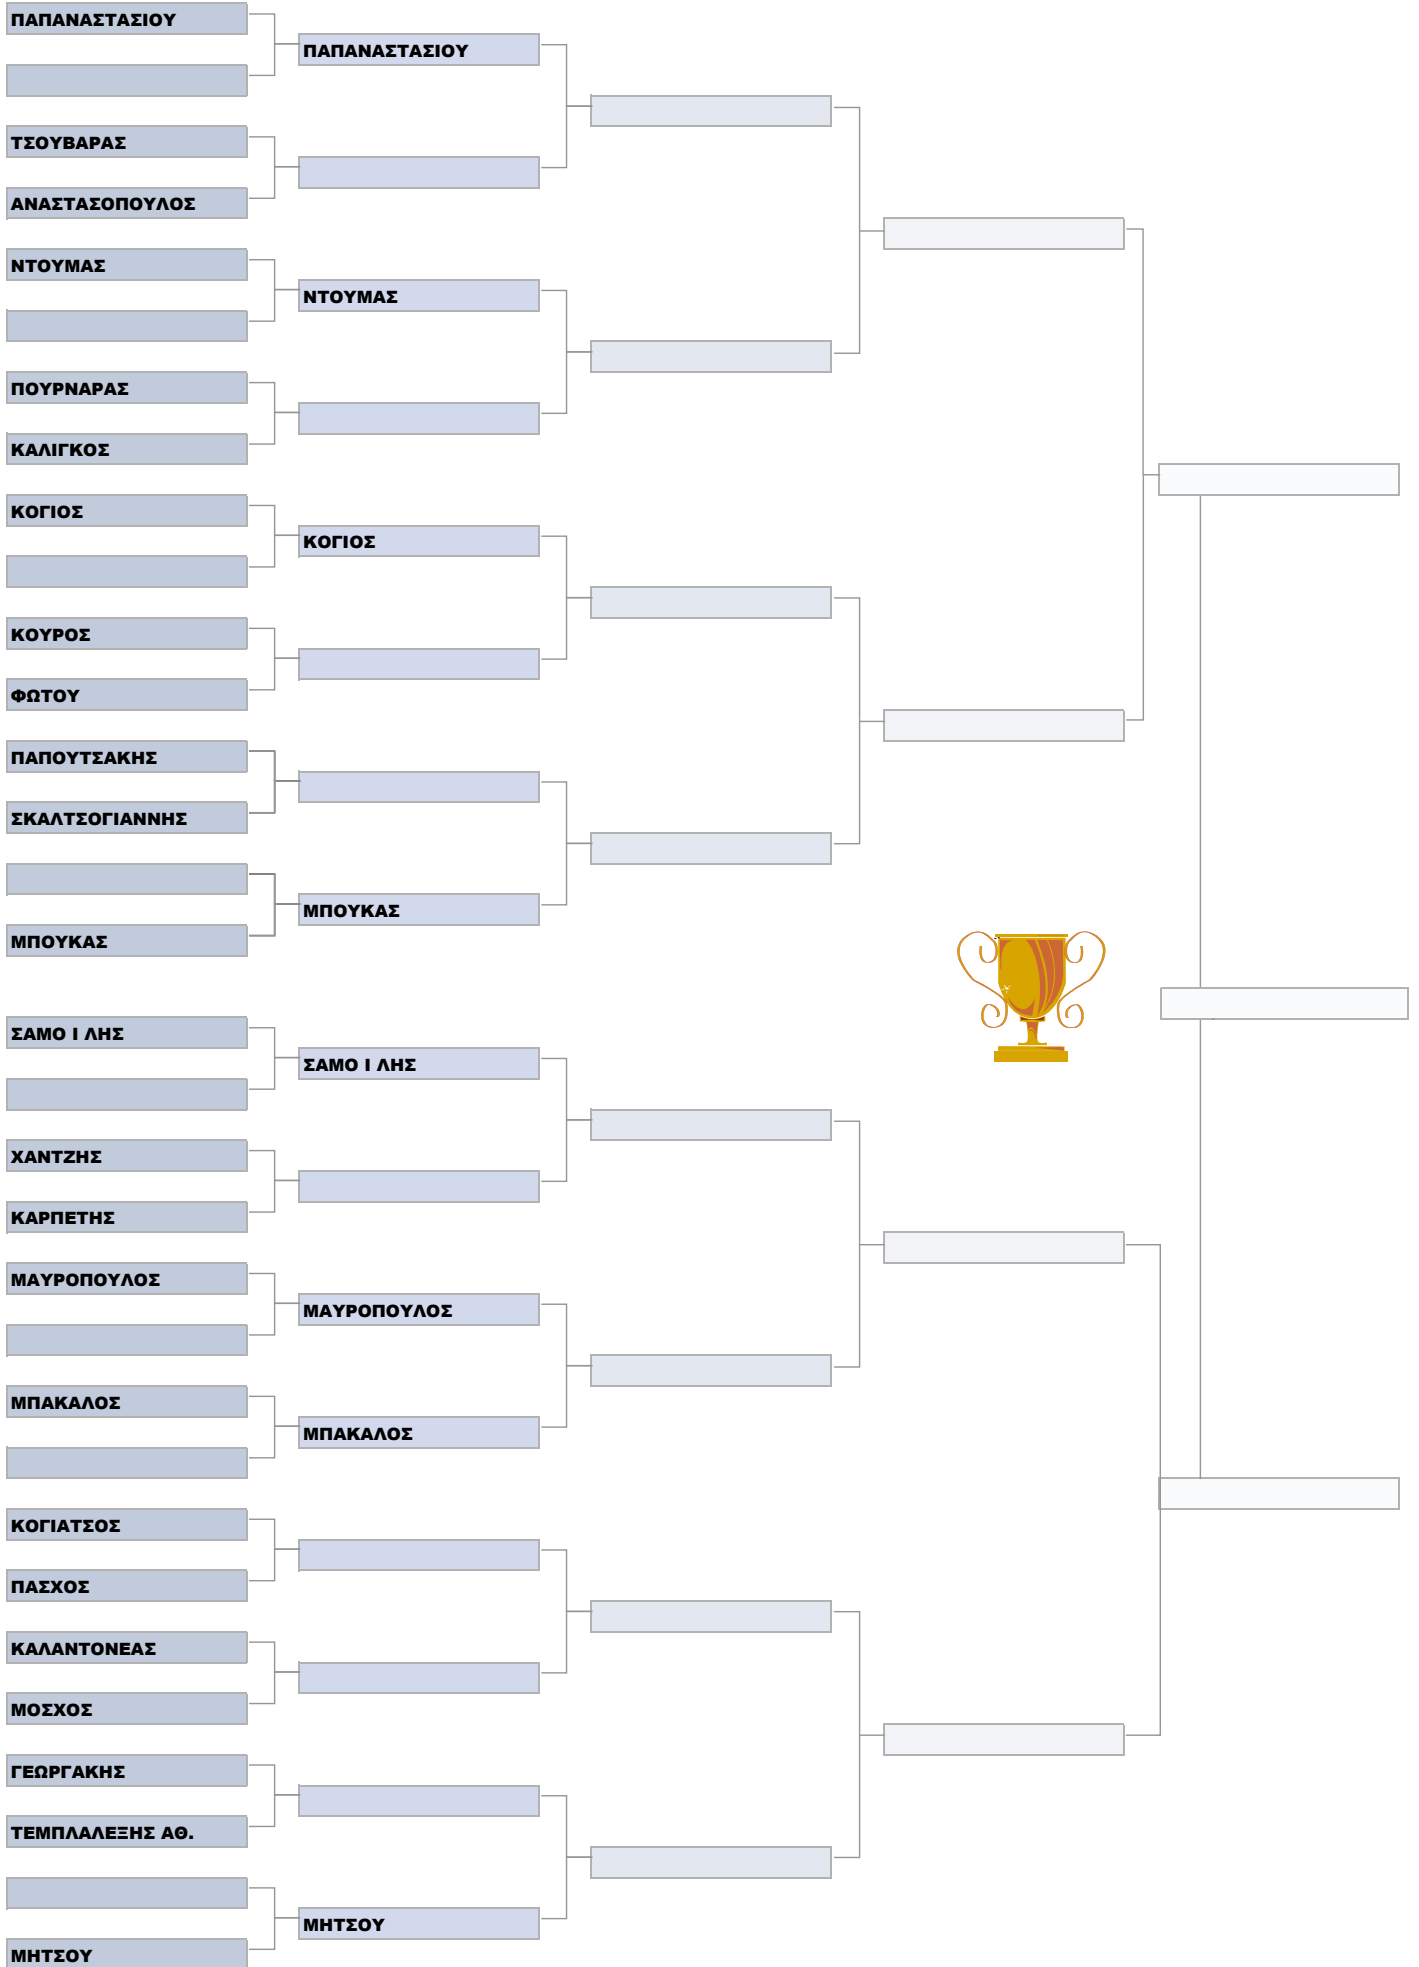 ΠΑΠΑΝΑΣΤΑΣΙΟΥ
ΠΑΠΑΝΑΣΤΑΣΙΟΥ
ΤΣΟΥΒΑΡΑΣ
ΑΝΑΣΤΑΣΟΠΟΥΛΟΣ
ΝΤΟΥΜΑΣ
ΝΤΟΥΜΑΣ
ΠΟΥΡΝΑΡΑΣ
ΚΑΛΙΓΚΟΣ
ΚΟΓΙΟΣ
ΚΟΓΙΟΣ
ΚΟΥΡΟΣ
ΦΩΤΟΥ
ΠΑΠΟΥΤΣΑΚΗΣ
ΣΚΑΛΤΣΟΓΙΑΝΝΗΣ
ΜΠΟΥΚΑΣ
ΜΠΟΥΚΑΣ
ΣΑΜΟ Ι ΛΗΣ
ΣΑΜΟ Ι ΛΗΣ
ΧΑΝΤΖΗΣ
ΚΑΡΠΕΤΗΣ
ΜΑΥΡΟΠΟΥΛΟΣ
ΜΑΥΡΟΠΟΥΛΟΣ
ΜΠΑΚΑΛΟΣ
ΜΠΑΚΑΛΟΣ
ΚΟΓΙΑΤΣΟΣ
ΠΑΣΧΟΣ
ΚΑΛΑΝΤΟΝΕΑΣ
ΜΟΣΧΟΣ
ΓΕΩΡΓΑΚΗΣ
ΤΕΜΠΛΑΛΕΞΗΣ ΑΘ.
ΜΗΤΣΟΥ
ΜΗΤΣΟΥ